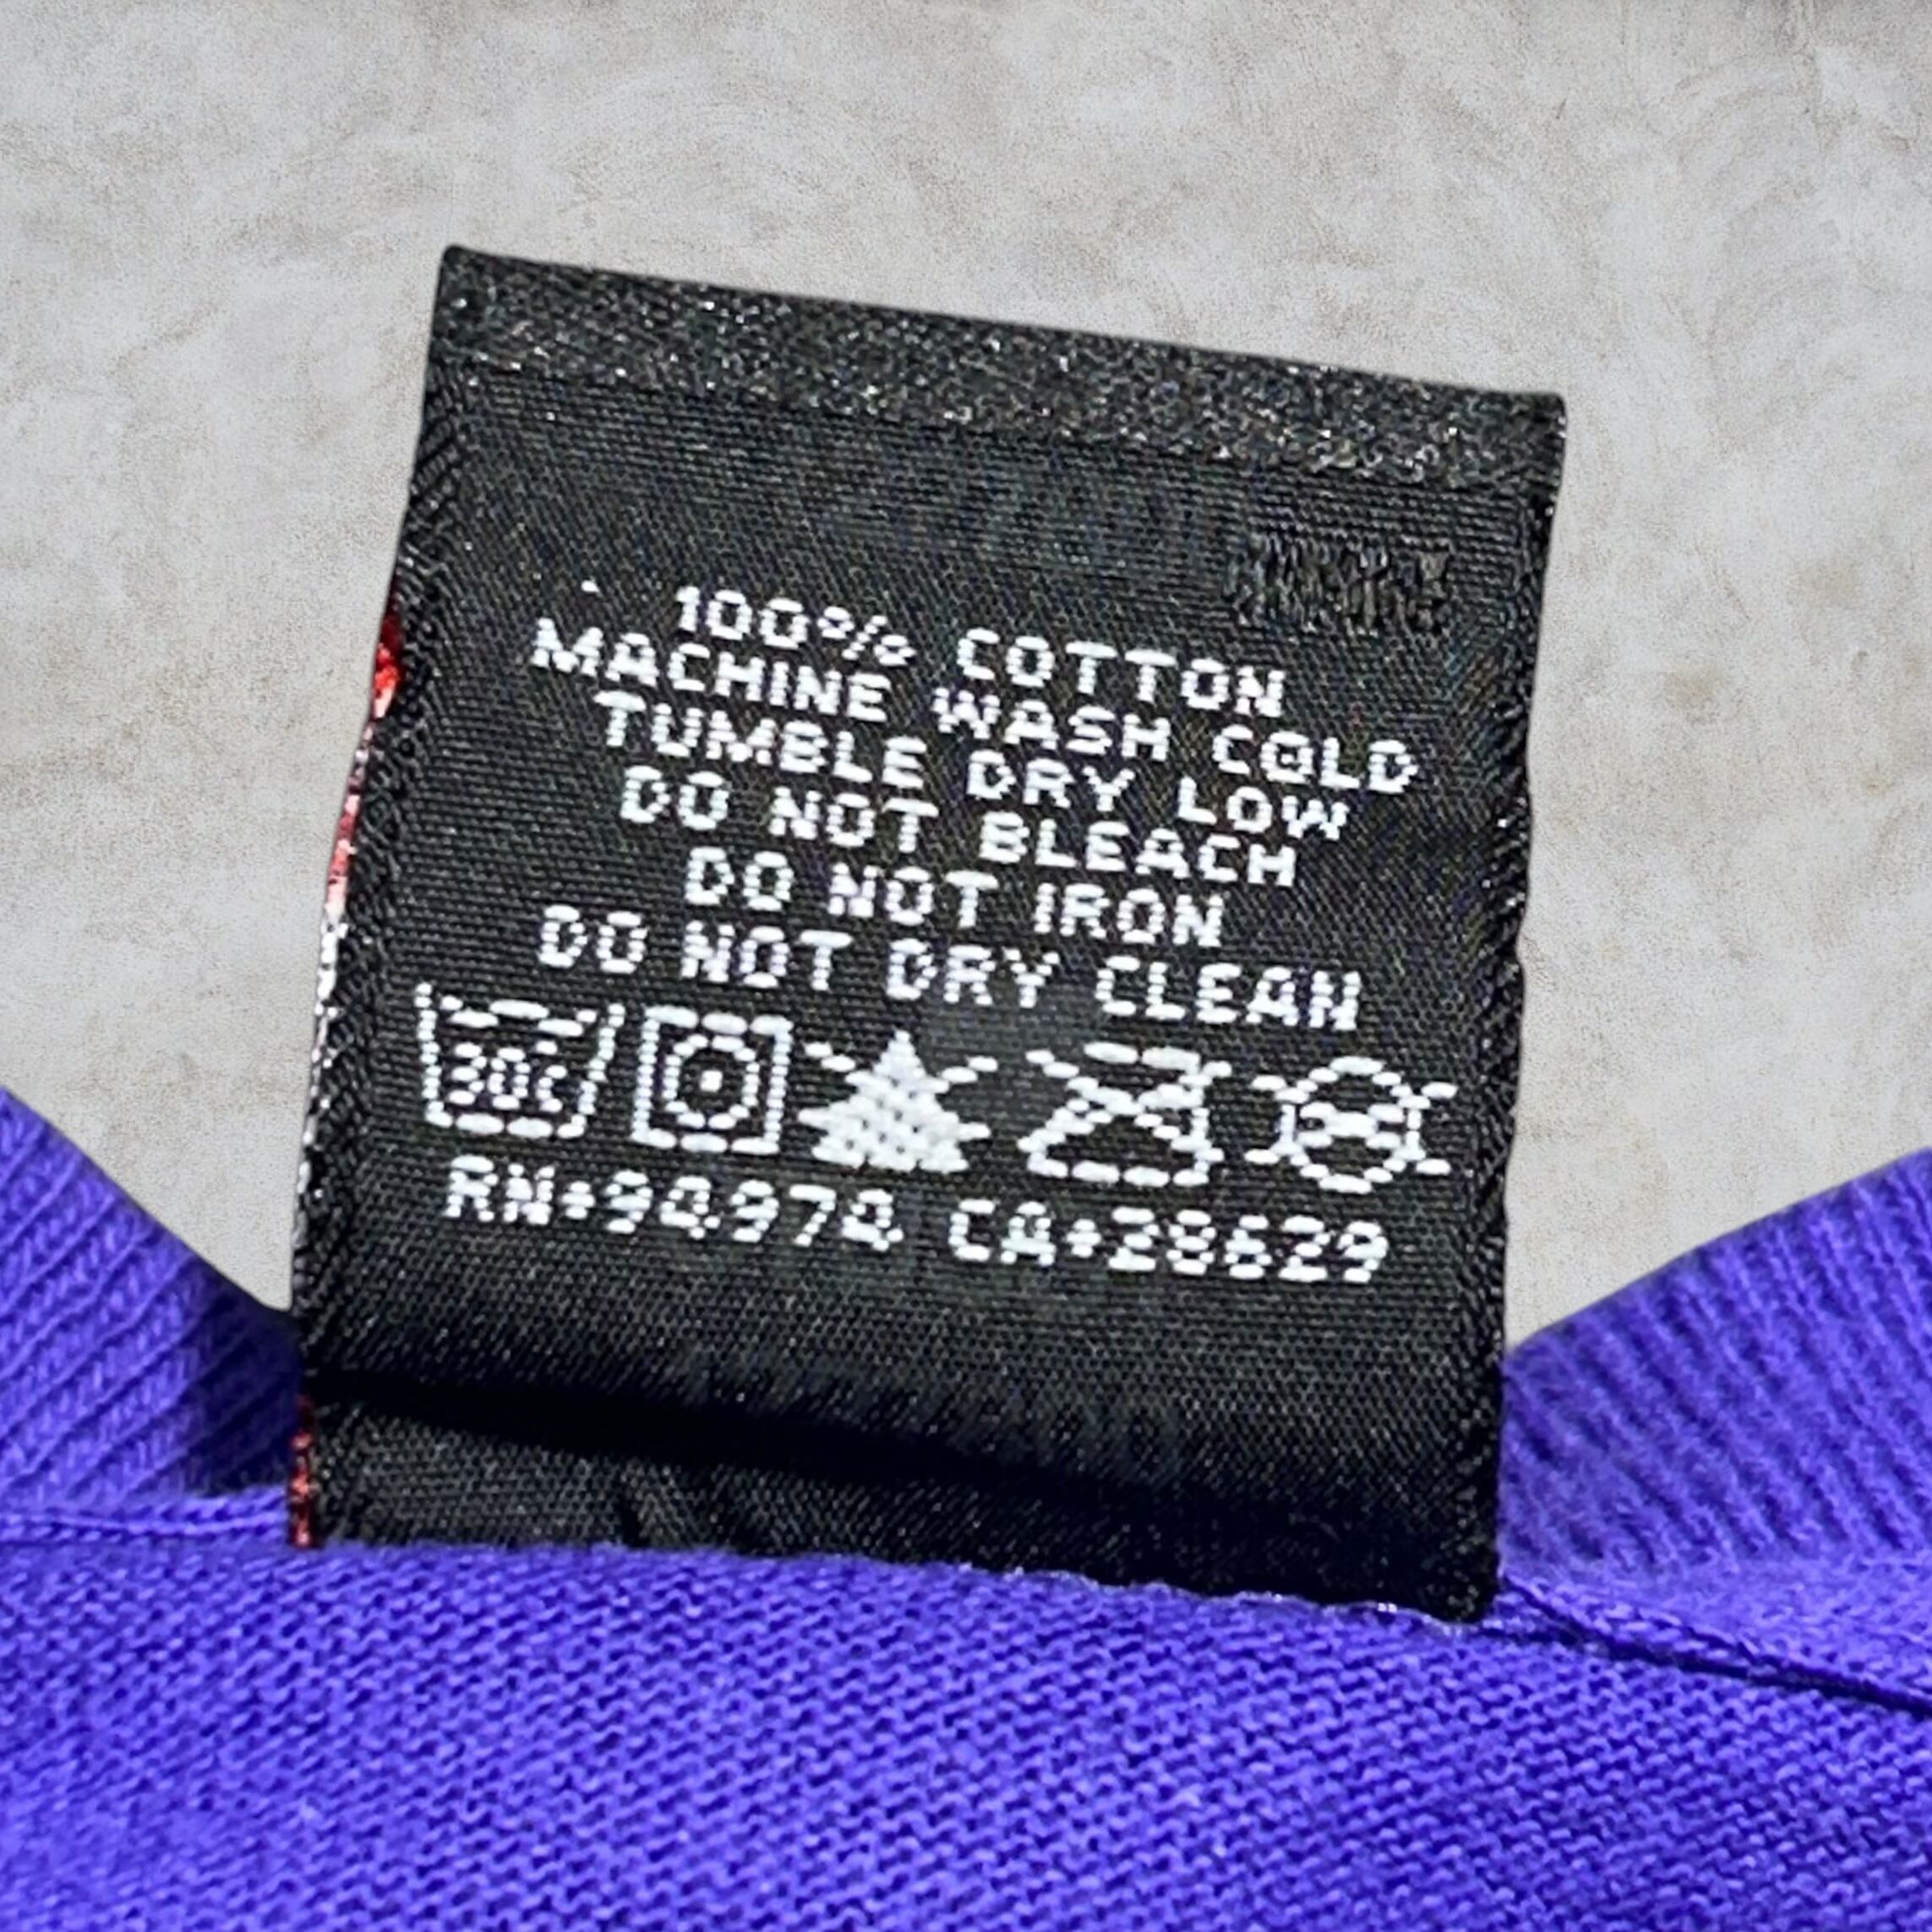 100% COTTON
MACHINE WASH COLD
TUMBLE DRY LOW
DO NOT BLEACH
DO NOT IRON
DO NOT DRY CLEAN
30c
RN#94974 CA#28629